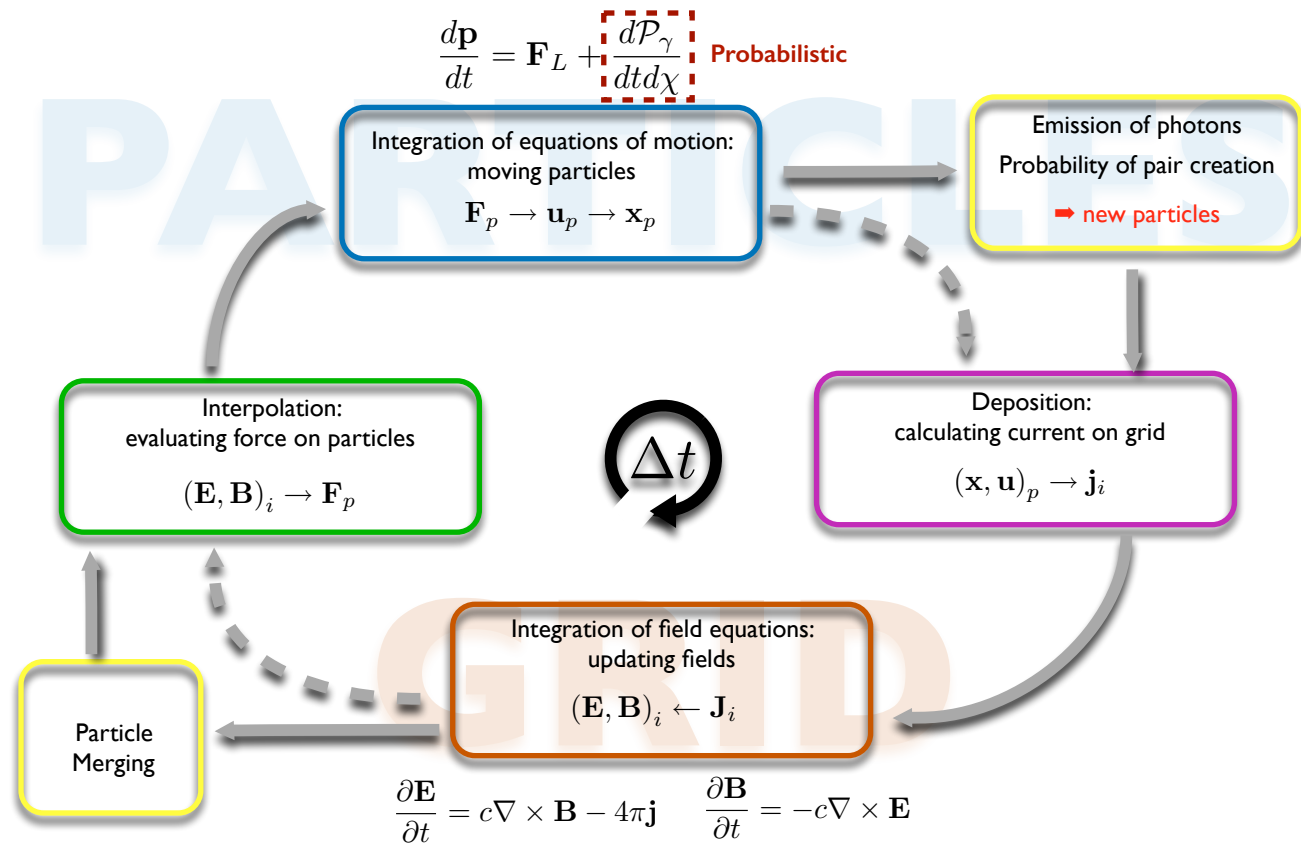 d𝐩/dt = 𝐅_L + d𝒫_γ/dtdχ Probabilistic
PARTICLES
Integration of equations of motion:
moving particles
𝐅_p → 𝐮_p → 𝐱_p
Emission of photons
Probability of pair creation
➡ new particles
Interpolation:
evaluating force on particles
(𝐄, 𝐁)_i → 𝐅_p
Δt
Deposition:
calculating current on grid
(𝐱, 𝐮)_p → 𝐣_i
GRID
Integration of field equations:
updating fields
(𝐄, 𝐁)_i ← 𝐉_i
Particle
Merging
∂𝐄/∂t = c∇ × 𝐁 − 4π𝐣 ∂𝐁/∂t = −c∇ × 𝐄